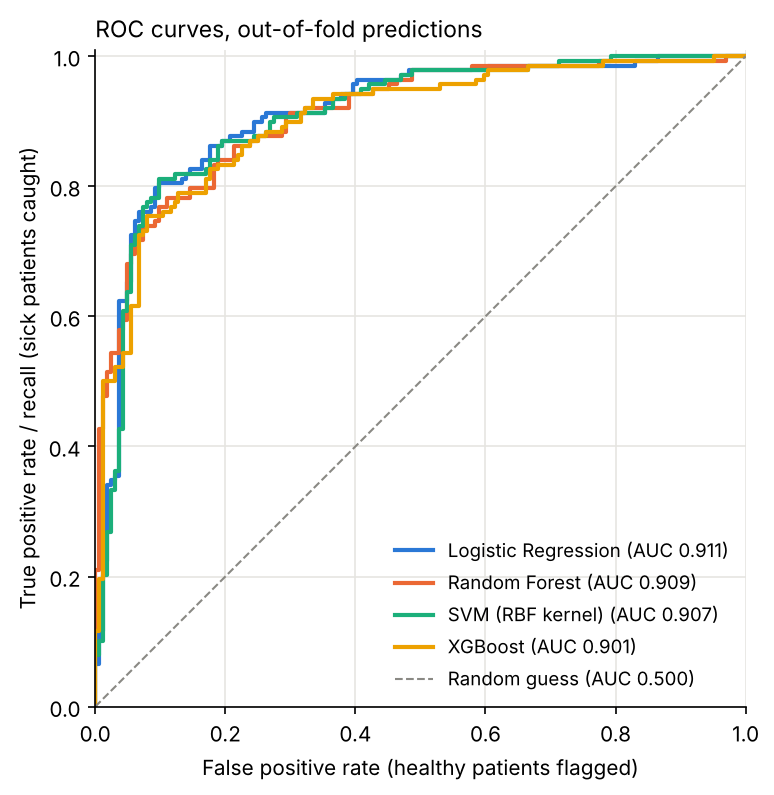 ROC curves, out-of-fold predictions
True positive rate / recall (sick patients caught)
1.0
0.8
0.6
0.4
0.2
0.0
Logistic Regression (AUC 0.911)
Random Forest (AUC 0.909)
SVM (RBF kernel) (AUC 0.907)
XGBoost (AUC 0.901)
Random guess (AUC 0.500)
0.0 0.2 0.4 0.6 0.8 1.0
False positive rate (healthy patients flagged)